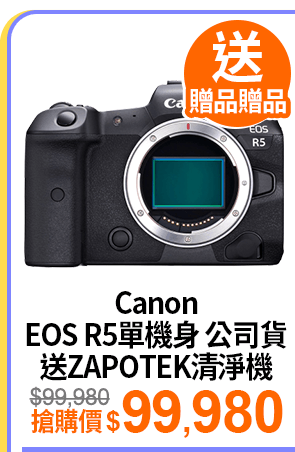 送
贈品贈品
Ca
EOS
R5
Canon
EOS R5單機身 公司貨
送ZAPOTEK清淨機
$99,980
搶購價$99,980